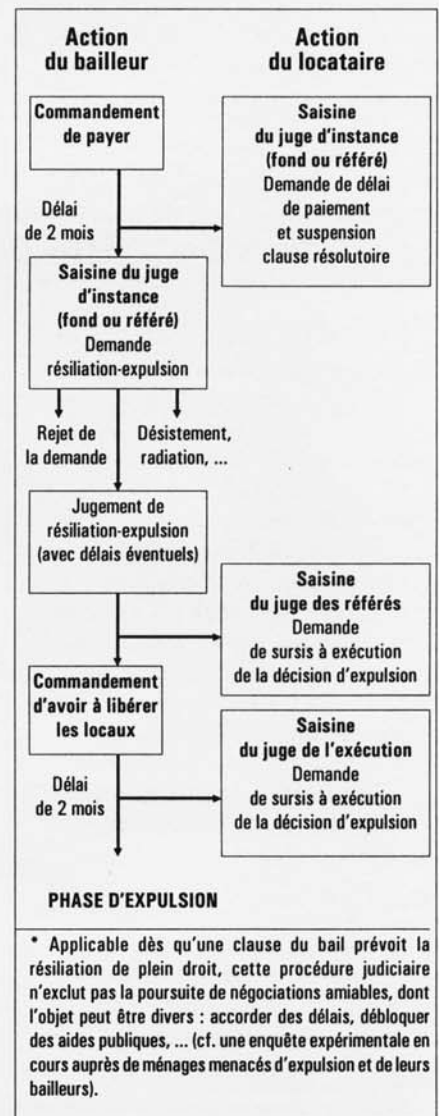 Action
du bailleur
Action
du locataire
Commandement
de payer
Saisine
du juge d'instance
(fond ou référé)
Demande de délai
de paiement
et suspension
clause résolutoire
Délai
de 2 mois
Saisine du juge
d'instance
(fond ou référé)
Demande
résiliation-expulsion
Rejet de
la demande
Désistement,
radiation, ...
Jugement de
résiliation-expulsion
(avec délais éventuels)
Saisine
du juge des référés
Demande
de sursis à exécution
de la décision d'expulsion
Commandement
d'avoir à libérer
les locaux
Saisine
du juge de l'exécution
Demande
de sursis à exécution
de la décision d'expulsion
Délai
de 2 mois
PHASE D'EXPULSION
* Applicable dès qu'une clause du bail prévoit la
résiliation de plein droit, cette procédure judiciaire
n'exclut pas la poursuite de négociations amiables, dont
l'objet peut être divers : accorder des délais, débloquer
des aides publiques, ... (cf. une enquête expérimentale en
cours auprès de ménages menacés d'expulsion et de leurs
bailleurs).